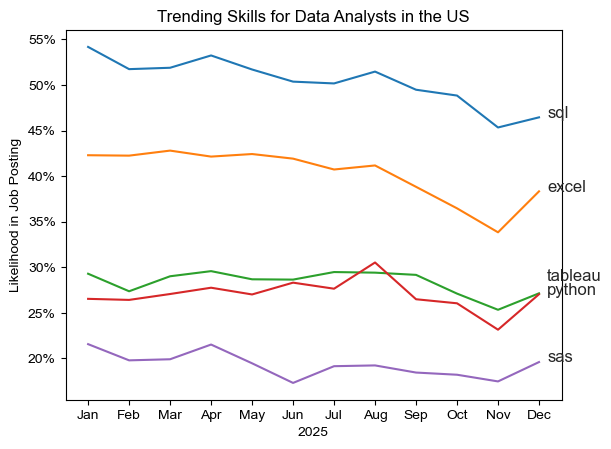 Trending Skills for Data Analysts in the US
Likelihood in Job Posting
55%
50%
45%
40%
35%
30%
25%
20%
sql
excel
tableau
python
sas
Jan Feb Mar Apr May Jun Jul Aug Sep Oct Nov Dec
2025